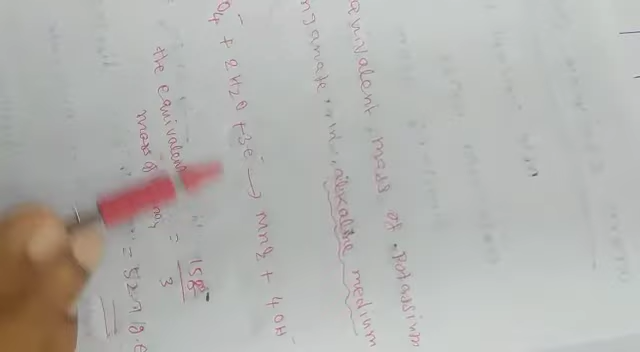 equivalent mass of Potassium
nganate in alkaline medium
O4⁻ + 2H2O + 3e⁻ → MnO2 + 4OH⁻
the equivalent
mass of = 158
3
= 52.7 g.e